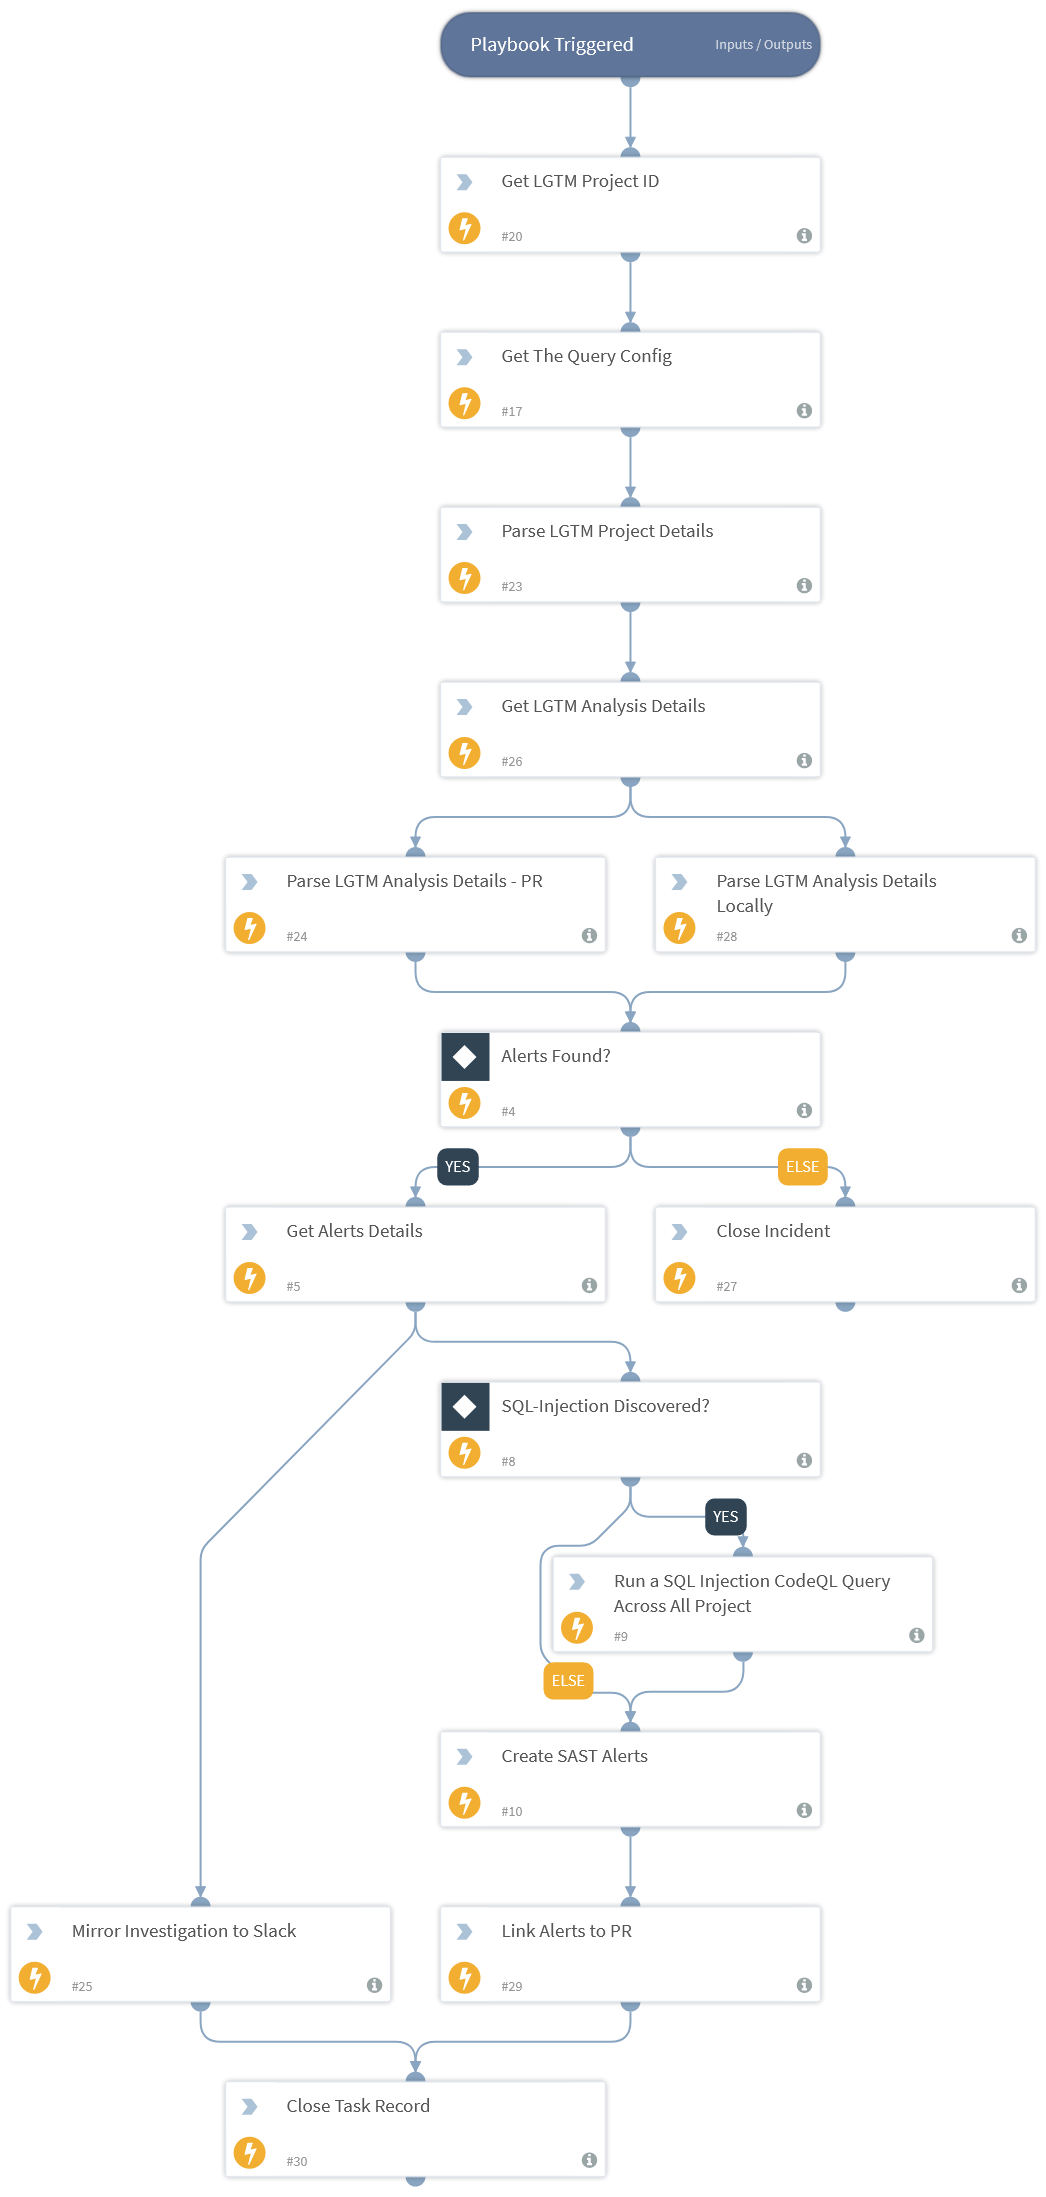 Playbook Triggered
Inputs / Outputs
Get LGTM Project ID
#20
Get The Query Config
#17
Parse LGTM Project Details
#23
Get LGTM Analysis Details
#26
Parse LGTM Analysis Details - PR
#24
Parse LGTM Analysis Details
Locally
#28
Alerts Found?
#4
YES
ELSE
Get Alerts Details
#5
Close Incident
#27
SQL-Injection Discovered?
#8
YES
Run a SQL Injection CodeQL Query
Across All Project
#9
ELSE
Create SAST Alerts
#10
Mirror Investigation to Slack
#25
Link Alerts to PR
#29
Close Task Record
#30